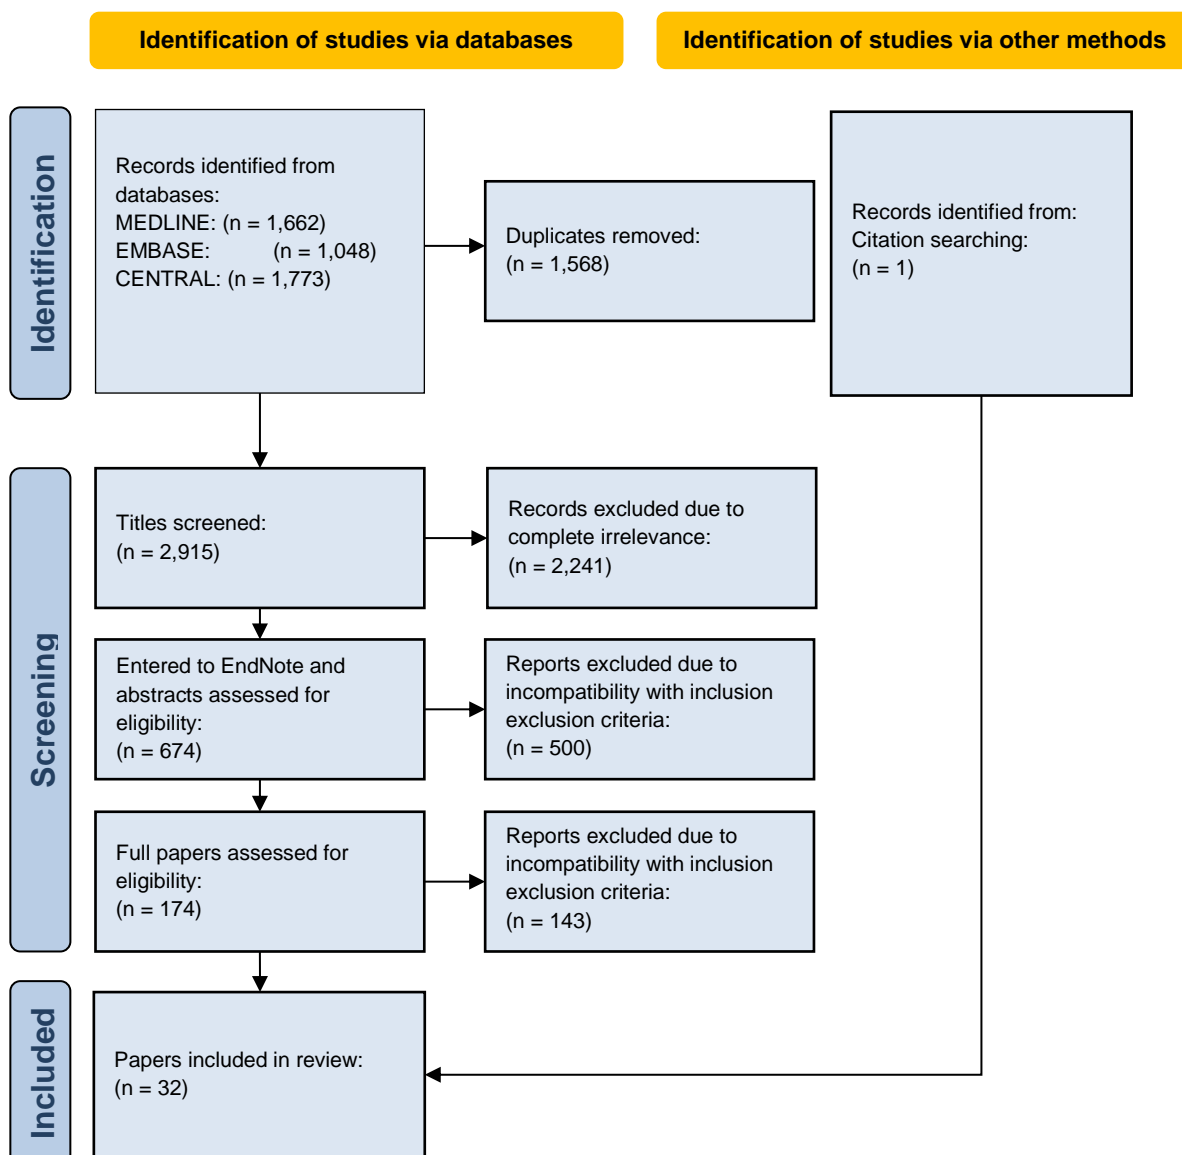 Identification of studies via databases
Identification of studies via other methods
Identification
Records identified from
databases:
MEDLINE: (n = 1,662)
EMBASE: (n = 1,048)
CENTRAL: (n = 1,773)
Duplicates removed:
(n = 1,568)
Records identified from:
Citation searching:
(n = 1)
Screening
Titles screened:
(n = 2,915)
Records excluded due to
complete irrelevance:
(n = 2,241)
Entered to EndNote and
abstracts assessed for
eligibility:
(n = 674)
Reports excluded due to
incompatibility with inclusion
exclusion criteria:
(n = 500)
Full papers assessed for
eligibility:
(n = 174)
Reports excluded due to
incompatibility with inclusion
exclusion criteria:
(n = 143)
Included
Papers included in review:
(n = 32)